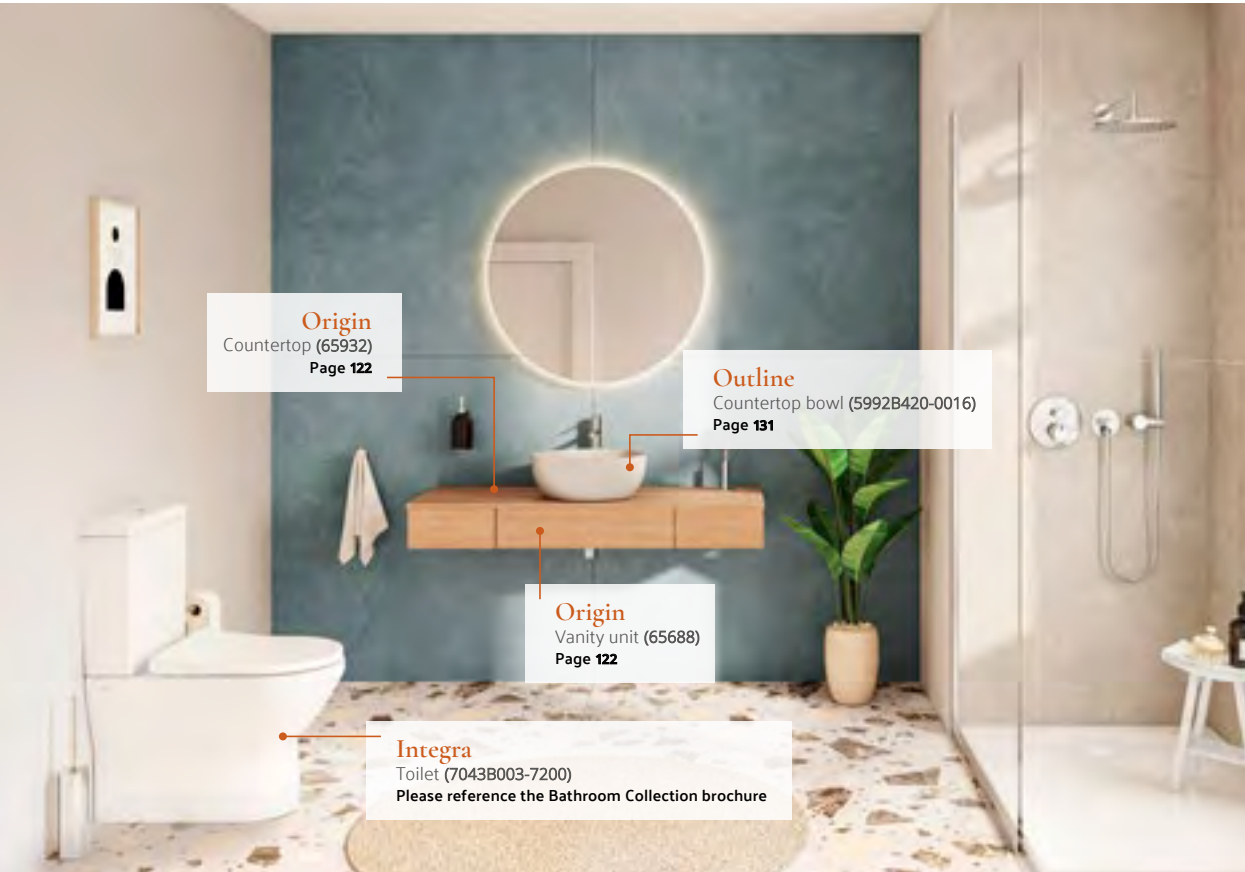 Origin
Countertop (65932)
Page 122
Outline
Countertop bowl (5992B420-0016)
Page 131
Origin
Vanity unit (65688)
Page 122
Integra
Toilet (7043B003-7200)
Please reference the Bathroom Collection brochure